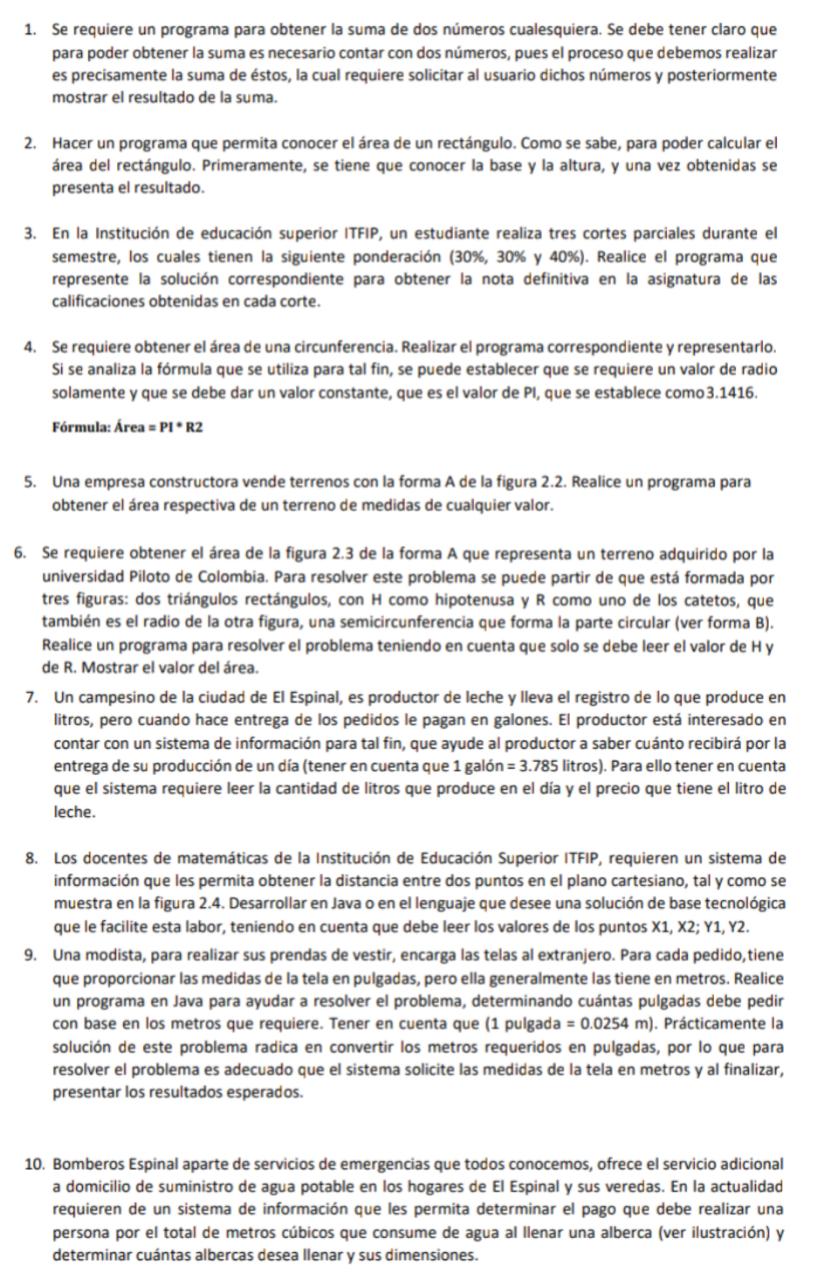 1. Se requiere un programa para obtener la suma de dos números cualesquiera. Se debe tener claro que
para poder obtener la suma es necesario contar con dos números, pues el proceso que debemos realizar
es precisamente la suma de éstos, la cual requiere solicitar al usuario dichos números y posteriormente
mostrar el resultado de la suma.
2. Hacer un programa que permita conocer el área de un rectángulo. Como se sabe, para poder calcular el
área del rectángulo. Primeramente, se tiene que conocer la base y la altura, y una vez obtenidas se
presenta el resultado.
3. En la Institución de educación superior ITFIP, un estudiante realiza tres cortes parciales durante el
semestre, los cuales tienen la siguiente ponderación (30%, 30% y 40%). Realice el programa que
represente la solución correspondiente para obtener la nota definitiva en la asignatura de las
calificaciones obtenidas en cada corte.
4. Se requiere obtener el área de una circunferencia. Realizar el programa correspondiente y representarlo.
Si se analiza la fórmula que se utiliza para tal fin, se puede establecer que se requiere un valor de radio
solamente y que se debe dar un valor constante, que es el valor de PI, que se establece como3.1416.
Fórmula: Área = PI * R2
5. Una empresa constructora vende terrenos con la forma A de la figura 2.2. Realice un programa para
obtener el área respectiva de un terreno de medidas de cualquier valor.
6. Se requiere obtener el área de la figura 2.3 de la forma A que representa un terreno adquirido por la
universidad Piloto de Colombia. Para resolver este problema se puede partir de que está formada por
tres figuras: dos triángulos rectángulos, con H como hipotenusa y R como uno de los catetos, que
también es el radio de la otra figura, una semicircunferencia que forma la parte circular (ver forma B).
Realice un programa para resolver el problema teniendo en cuenta que solo se debe leer el valor de H y
de R. Mostrar el valor del área.
7. Un campesino de la ciudad de El Espinal, es productor de leche y lleva el registro de lo que produce en
litros, pero cuando hace entrega de los pedidos le pagan en galones. El productor está interesado en
contar con un sistema de información para tal fin, que ayude al productor a saber cuánto recibirá por la
entrega de su producción de un día (tener en cuenta que 1 galón = 3.785 litros). Para ello tener en cuenta
que el sistema requiere leer la cantidad de litros que produce en el día y el precio que tiene el litro de
leche.
8. Los docentes de matemáticas de la Institución de Educación Superior ITFIP, requieren un sistema de
información que les permita obtener la distancia entre dos puntos en el plano cartesiano, tal y como se
muestra en la figura 2.4. Desarrollar en Java o en el lenguaje que desee una solución de base tecnológica
que le facilite esta labor, teniendo en cuenta que debe leer los valores de los puntos X1, X2; Y1, Y2.
9. Una modista, para realizar sus prendas de vestir, encarga las telas al extranjero. Para cada pedido,tiene
que proporcionar las medidas de la tela en pulgadas, pero ella generalmente las tiene en metros. Realice
un programa en Java para ayudar a resolver el problema, determinando cuántas pulgadas debe pedir
con base en los metros que requiere. Tener en cuenta que (1 pulgada = 0.0254 m). Prácticamente la
solución de este problema radica en convertir los metros requeridos en pulgadas, por lo que para
resolver el problema es adecuado que el sistema solicite las medidas de la tela en metros y al finalizar,
presentar los resultados esperados.
10. Bomberos Espinal aparte de servicios de emergencias que todos conocemos, ofrece el servicio adicional
a domicilio de suministro de agua potable en los hogares de El Espinal y sus veredas. En la actualidad
requieren de un sistema de información que les permita determinar el pago que debe realizar una
persona por el total de metros cúbicos que consume de agua al llenar una alberca (ver ilustración) y
determinar cuántas albercas desea llenar y sus dimensiones.